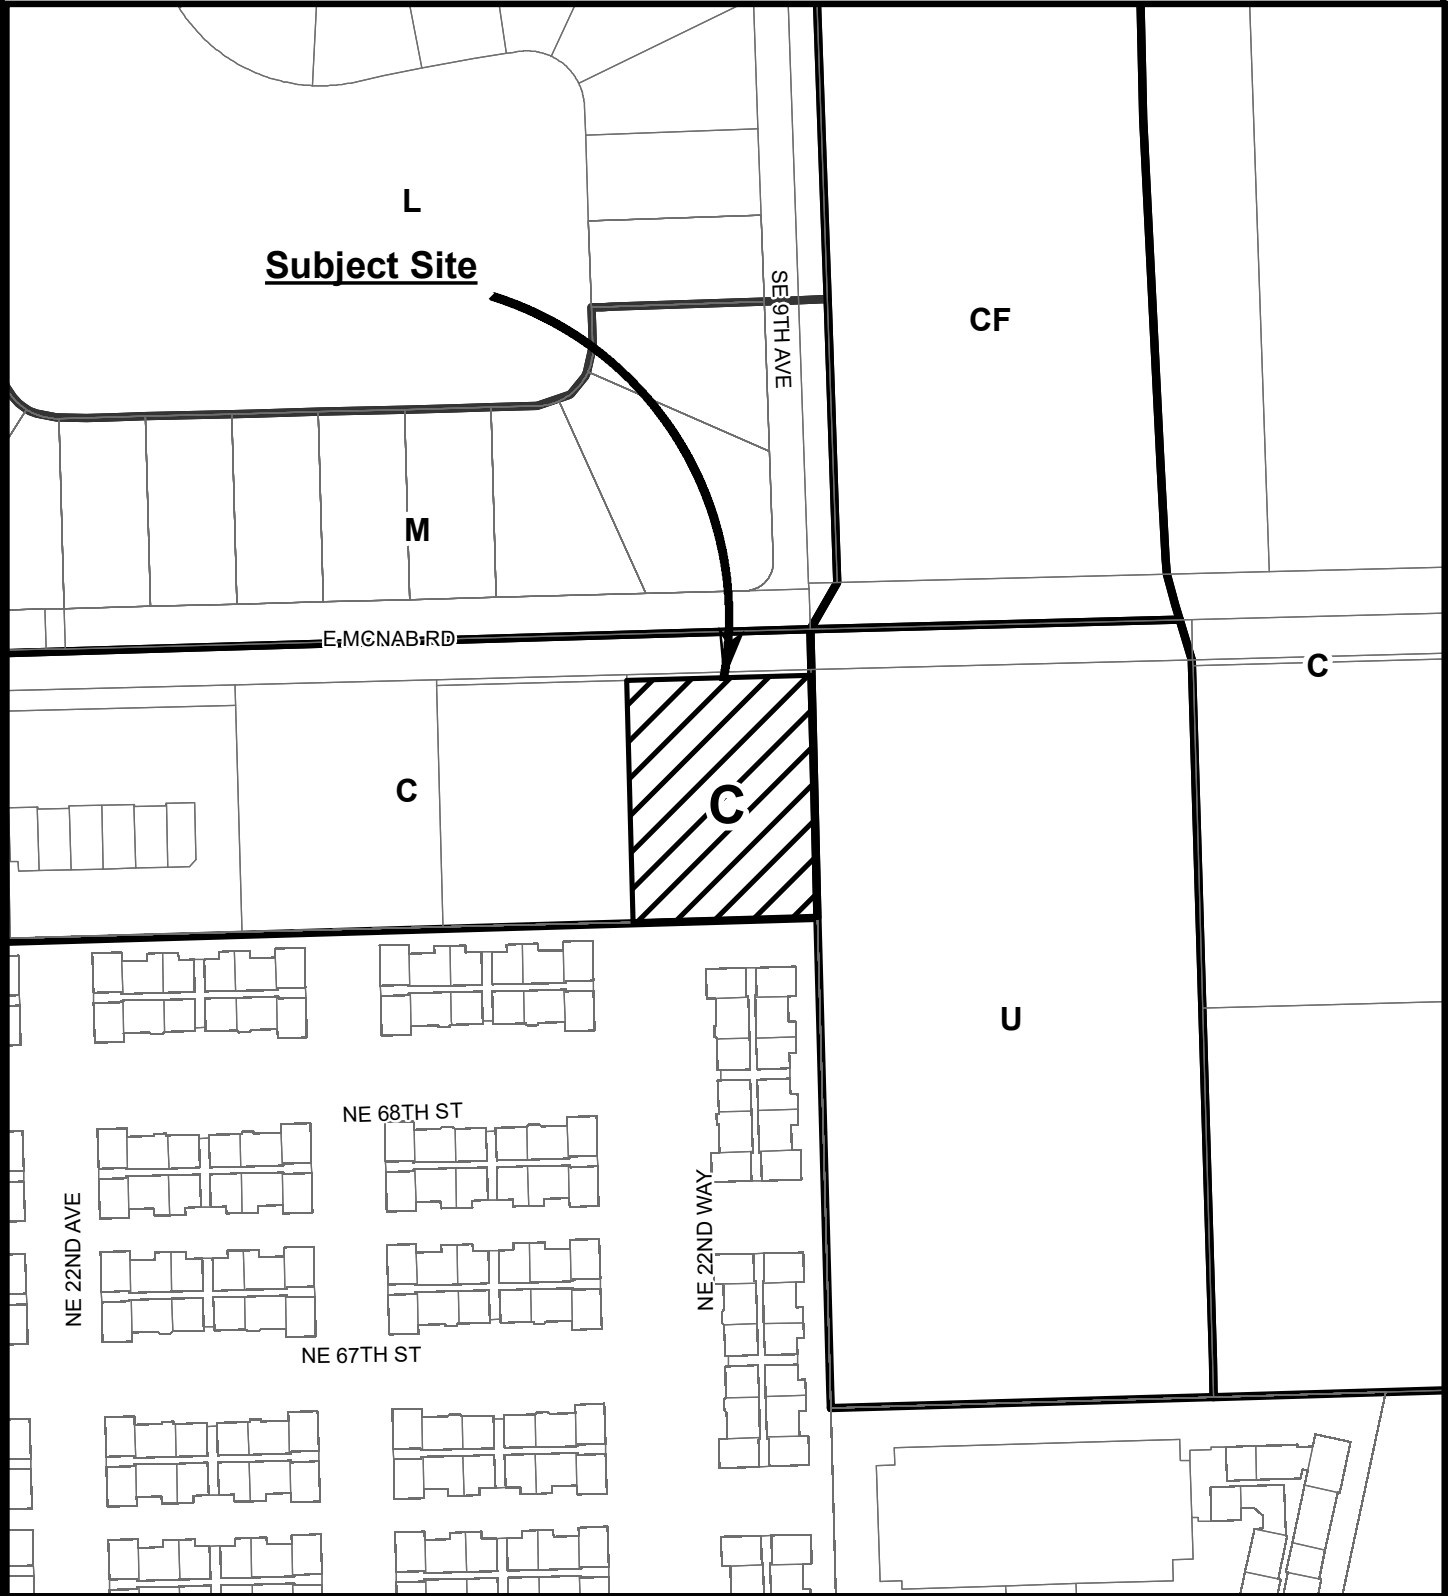 L
Subject Site
SE 9TH AVE
CF
M
E MCNAB RD
C
C
C
U
NE 68TH ST
NE 22ND AVE
NE 22ND WAY
NE 67TH ST